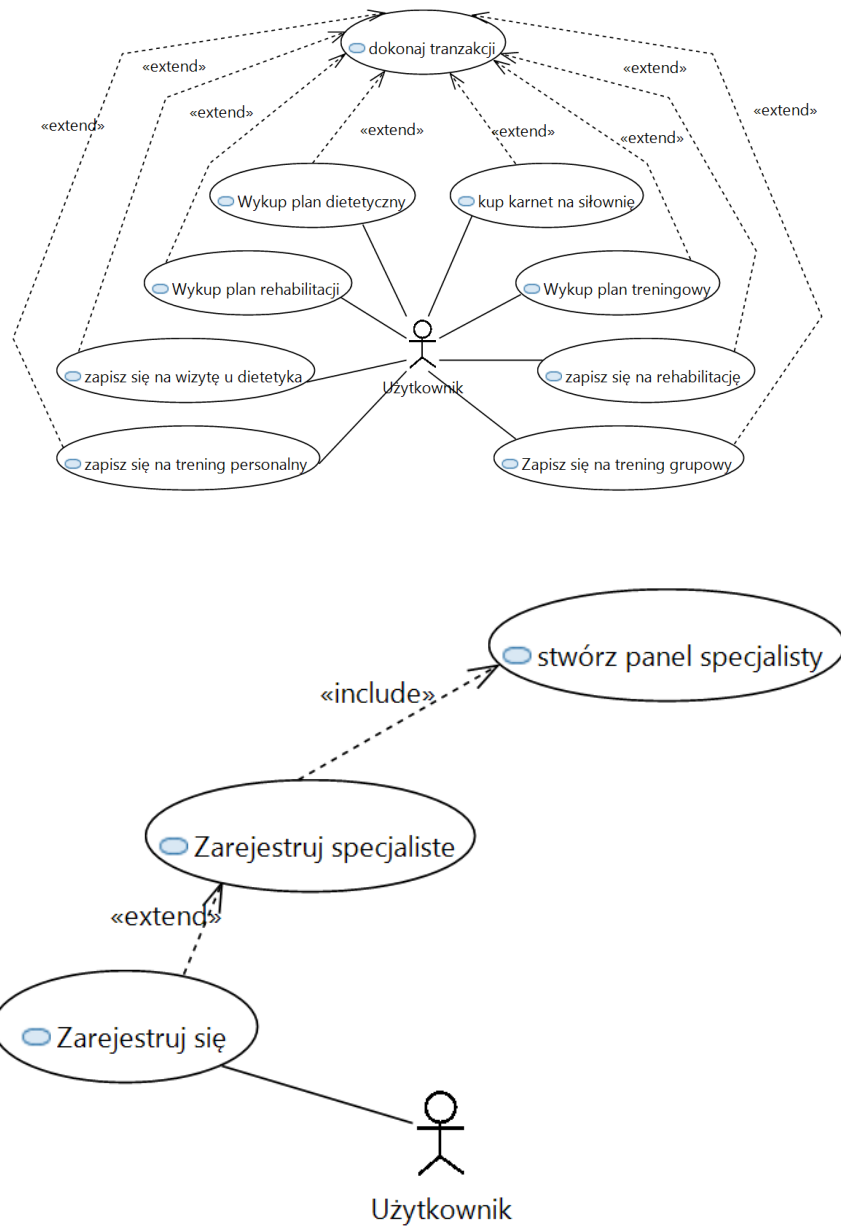 dokonaj tranzakcji
«extend»
«extend»
«extend»
«extend»
«extend»
«extend»
«extend»
«extend»
Wykup plan dietetyczny
kup karnet na siłownię
Wykup plan rehabilitacji
Wykup plan treningowy
zapisz się na wizytę u dietetyka
Użytkownik
zapisz się na rehabilitację
zapisz się na trening personalny
Zapisz się na trening grupowy
stwórz panel specjalisty
«include»
Zarejestruj specjaliste
«extend»
Zarejestruj się
Użytkownik